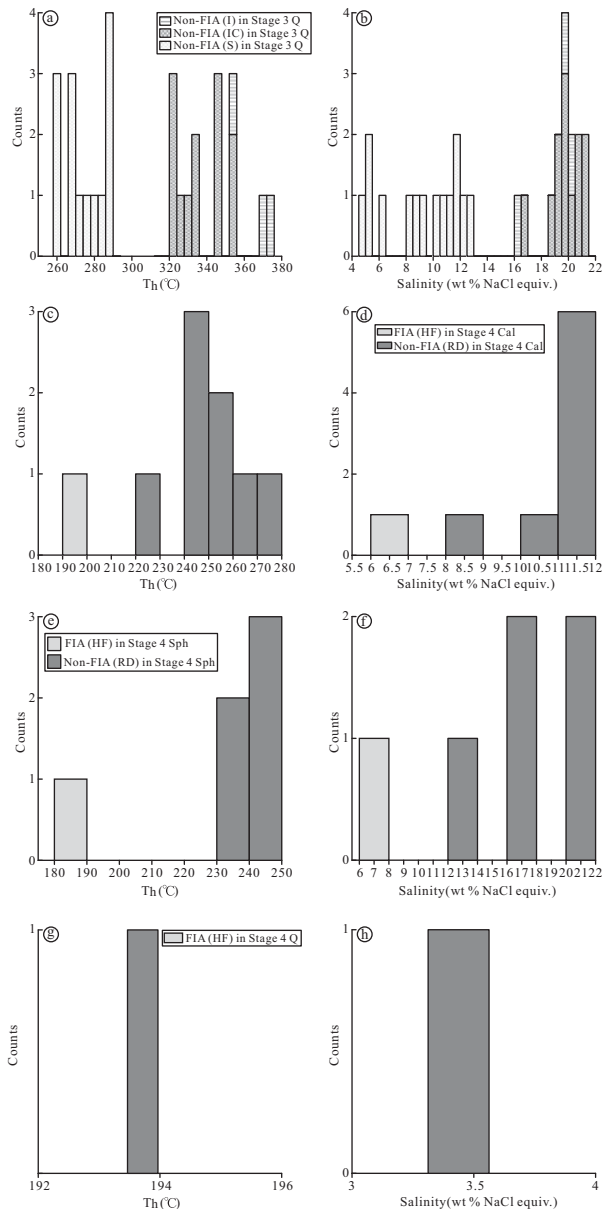 ⓐ
Non-FIA (I) in Stage 3 Q
Non-FIA (IC) in Stage 3 Q
Non-FIA (S) in Stage 3 Q
Counts
4
3
2
1
0
260 280 300 320 340 360 380
Th (℃)
ⓑ
Counts
4
3
2
1
0
4 6 8 10 12 14 16 18 20 22
Salinity (wt % NaCl equiv.)
ⓒ
Counts
3
2
1
0
180 190 200 210 220 230 240 250 260 270 280
Th (℃)
ⓓ
FIA (HF) in Stage 4 Cal
Non-FIA (RD) in Stage 4 Cal
Counts
6
4
2
1
0
5.5 6 6.5 7 7.5 8 8.5 9 9.5 10 10.5 11 11.5 12
Salinity(wt % NaCl equiv.)
ⓔ
FIA (HF) in Stage 4 Sph
Non-FIA (RD) in Stage 4 Sph
Counts
3
2
1
0
180 190 200 210 220 230 240 250
Th (℃)
ⓕ
Counts
2
1
0
6 7 8 9 10 11 12 13 14 15 16 17 18 19 20 21 22
Salinity(wt % NaCl equiv.)
ⓖ
FIA (HF) in Stage 4 Q
Counts
1
0
192 194 196
Th (℃)
ⓗ
Counts
1
0
3 3.5 4
Salinity(wt % NaCl equiv.)